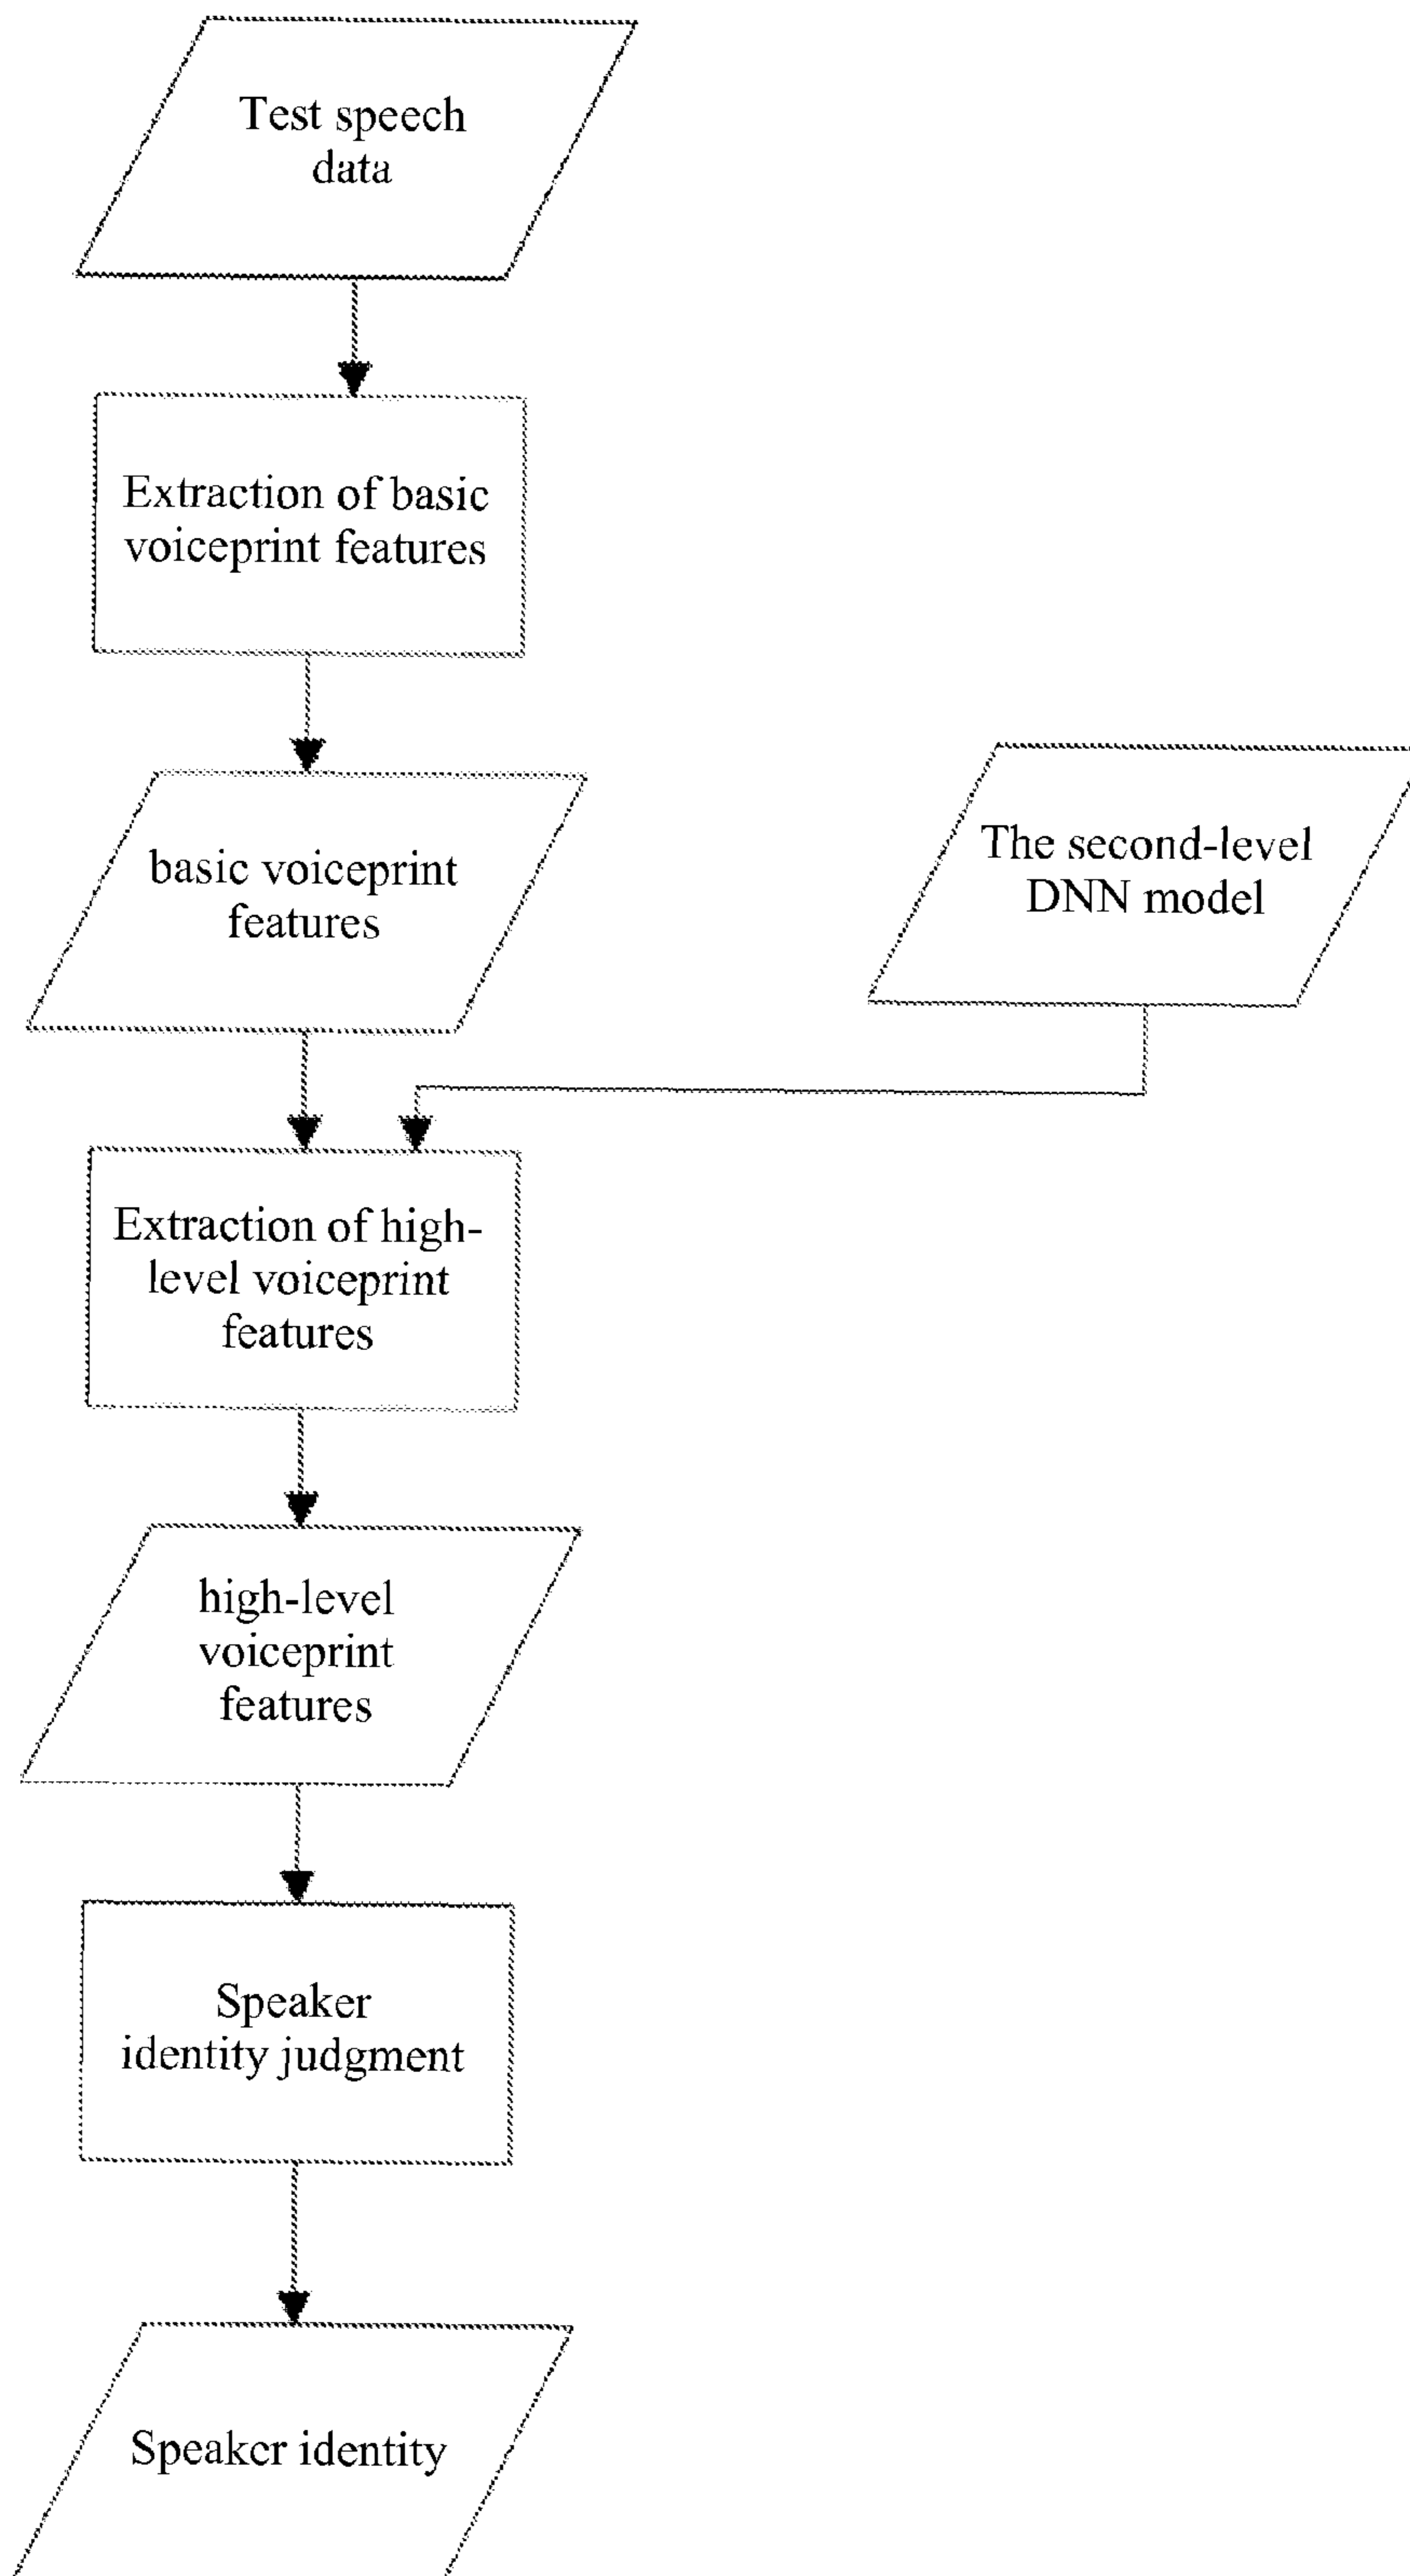 Test speech
data
Extraction of basic
voiceprint features
basic voiceprint
features
The second-level
DNN model
Extraction of high-
level voiceprint
features
high-level
voiceprint
features
Speaker
identity judgment
Speaker identity